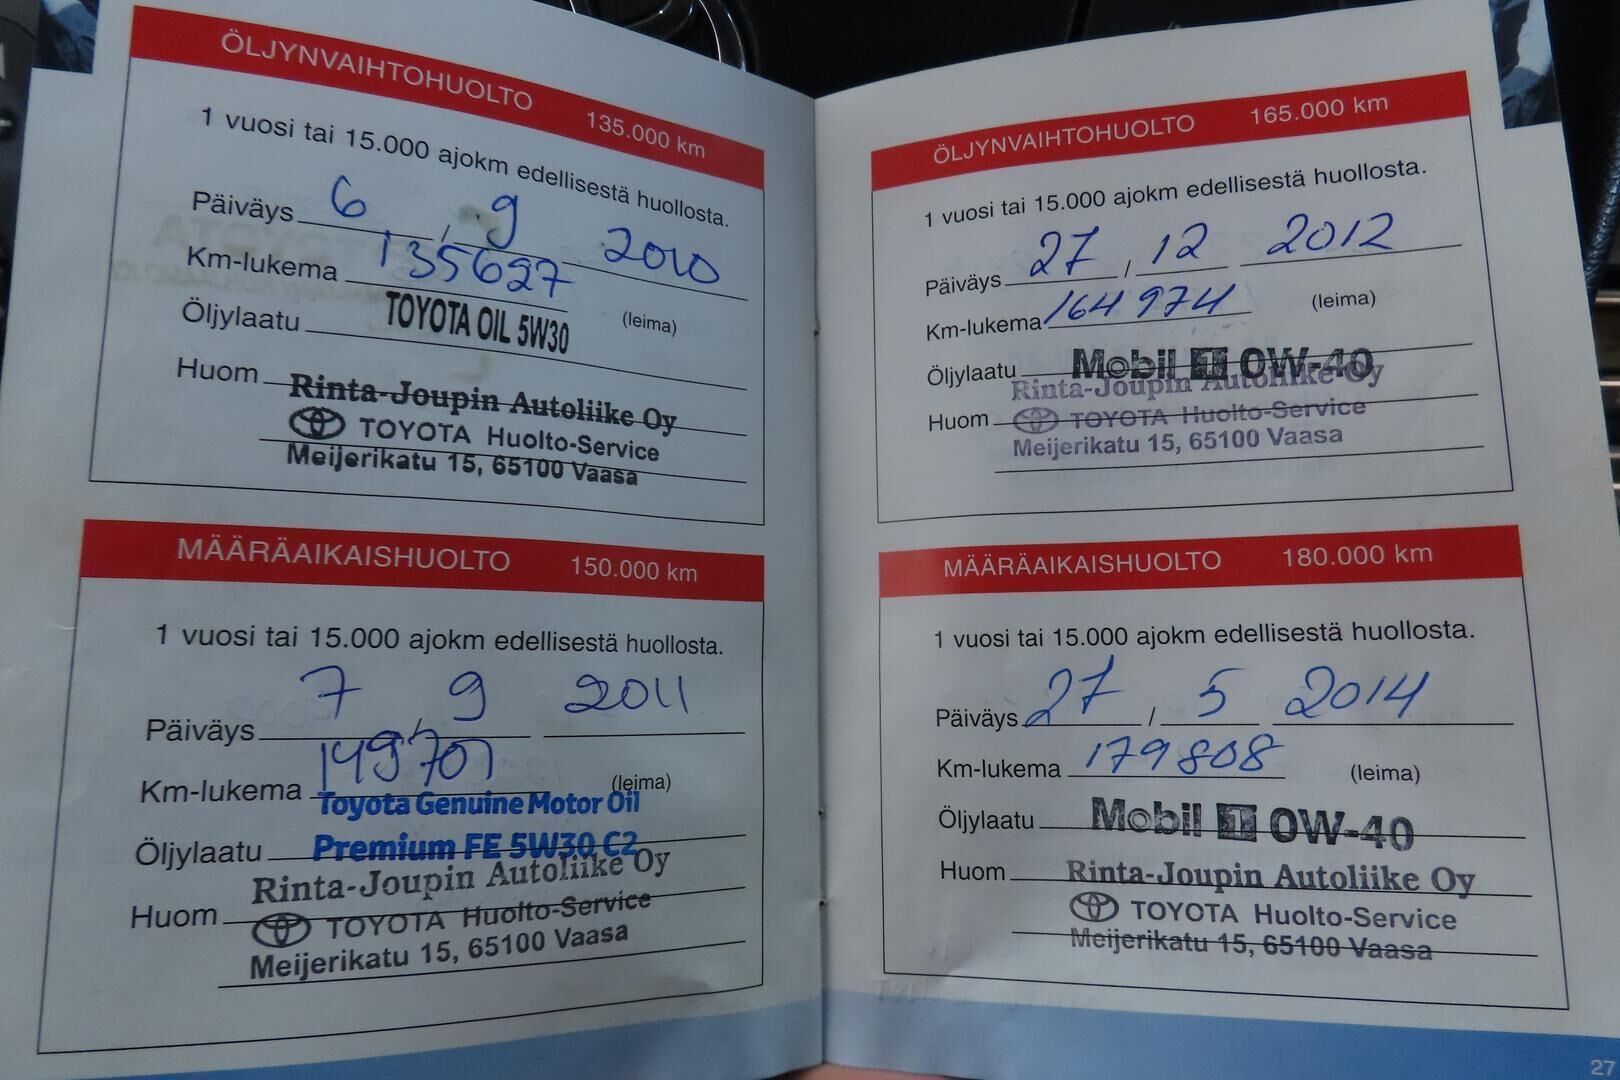 ÖLJYNVAIHTOHUOLTO 135.000 km
1 vuosi tai 15.000 ajokm edellisestä huollosta.
Päiväys 6 / 9 2010
Km-lukema 135627
Öljylaatu TOYOTA OIL 5W30 (leima)
Huom Rinta-Joupin Autoliike Oy
TOYOTA Huolto-Service
Meijerikatu 15, 65100 Vaasa
MÄÄRÄAIKAISHUOLTO 150.000 km
1 vuosi tai 15.000 ajokm edellisestä huollosta.
Päiväys 7 / 9 2011
Km-lukema 149701 (leima)
Toyota Genuine Motor Oil
Öljylaatu Premium FE 5W30 C2
Rinta-Joupin Autoliike Oy
Huom TOYOTA Huolto-Service
Meijerikatu 15, 65100 Vaasa
ÖLJYNVAIHTOHUOLTO 165.000 km
1 vuosi tai 15.000 ajokm edellisestä huollosta.
Päiväys 27 / 12 2012
Km-lukema 164974 (leima)
Öljylaatu Mobil 1 0W-40
Rinta-Joupin Autoliike Oy
Huom TOYOTA Huolto-Service
Meijerikatu 15, 65100 Vaasa
MÄÄRÄAIKAISHUOLTO 180.000 km
1 vuosi tai 15.000 ajokm edellisestä huollosta.
Päiväys 27 / 5 2014
Km-lukema 179808 (leima)
Öljylaatu Mobil 1 0W-40
Huom Rinta-Joupin Autoliike Oy
TOYOTA Huolto-Service
Meijerikatu 15, 65100 Vaasa
27